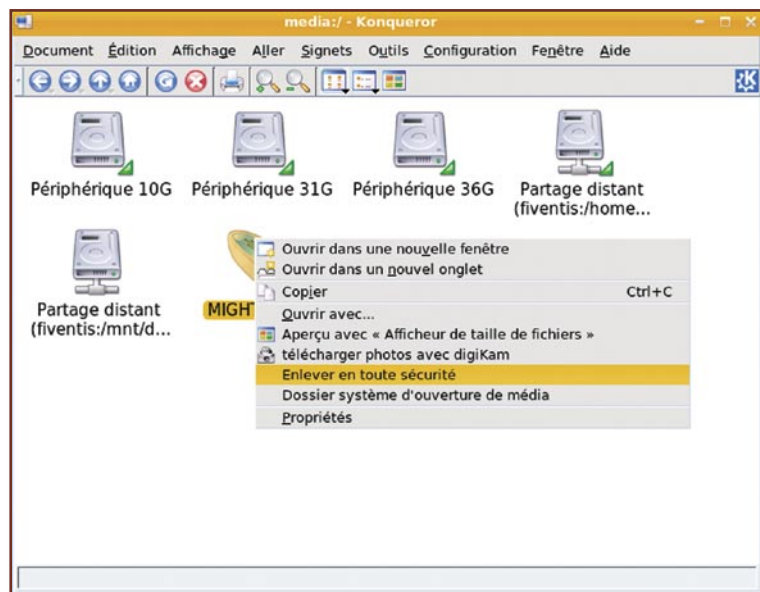 media:/ - Konqueror
Document Édition Affichage Aller Signets Outils Configuration Fenêtre Aide
Périphérique 10G
Périphérique 31G
Périphérique 36G
Partage distant
(fiventis:/home...
Partage distant
(fiventis:/mnt/d...
Ouvrir dans une nouvelle fenêtre
Ouvrir dans un nouvel onglet
Copier Ctrl+C
Ouvrir avec...
Aperçu avec « Afficheur de taille de fichiers »
télécharger photos avec digiKam
Enlever en toute sécurité
Dossier système d'ouverture de média
Propriétés